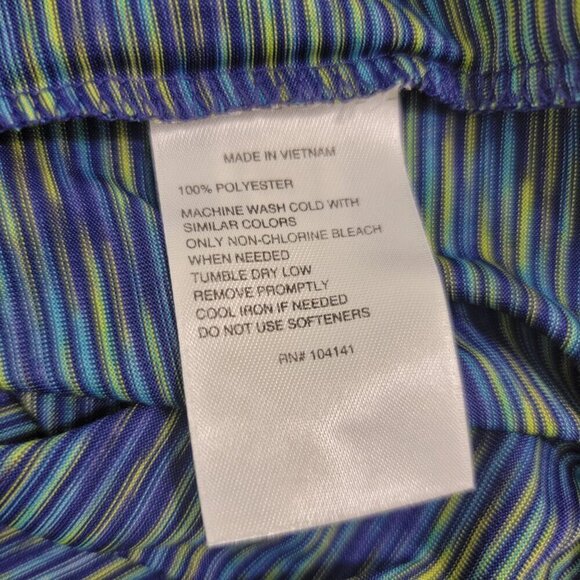 MADE IN VIETNAM
100% POLYESTER
MACHINE WASH COLD WITH
SIMILAR COLORS
ONLY NON-CHLORINE BLEACH
WHEN NEEDED
TUMBLE DRY LOW
REMOVE PROMPTLY
COOL IRON IF NEEDED
DO NOT USE SOFTENERS
RN# 104141